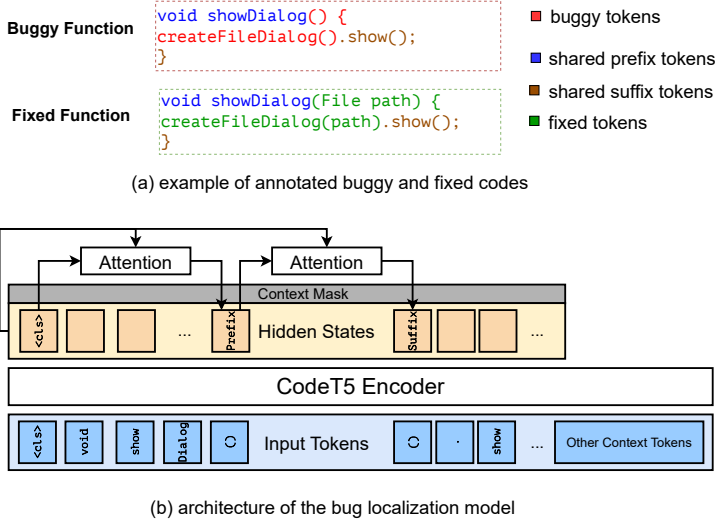 Buggy Function
void showDialog() {
createFileDialog().show();
}
buggy tokens
shared prefix tokens
shared suffix tokens
fixed tokens
Fixed Function
void showDialog(File path) {
createFileDialog(path).show();
}
(a) example of annotated buggy and fixed codes
Attention
Attention
Context Mask
<cls>
...
Prefix
Hidden States
Suffix
...
CodeT5 Encoder
<cls>
void
show
Dialog
()
Input Tokens
()
.
show
...
Other Context Tokens
(b) architecture of the bug localization model